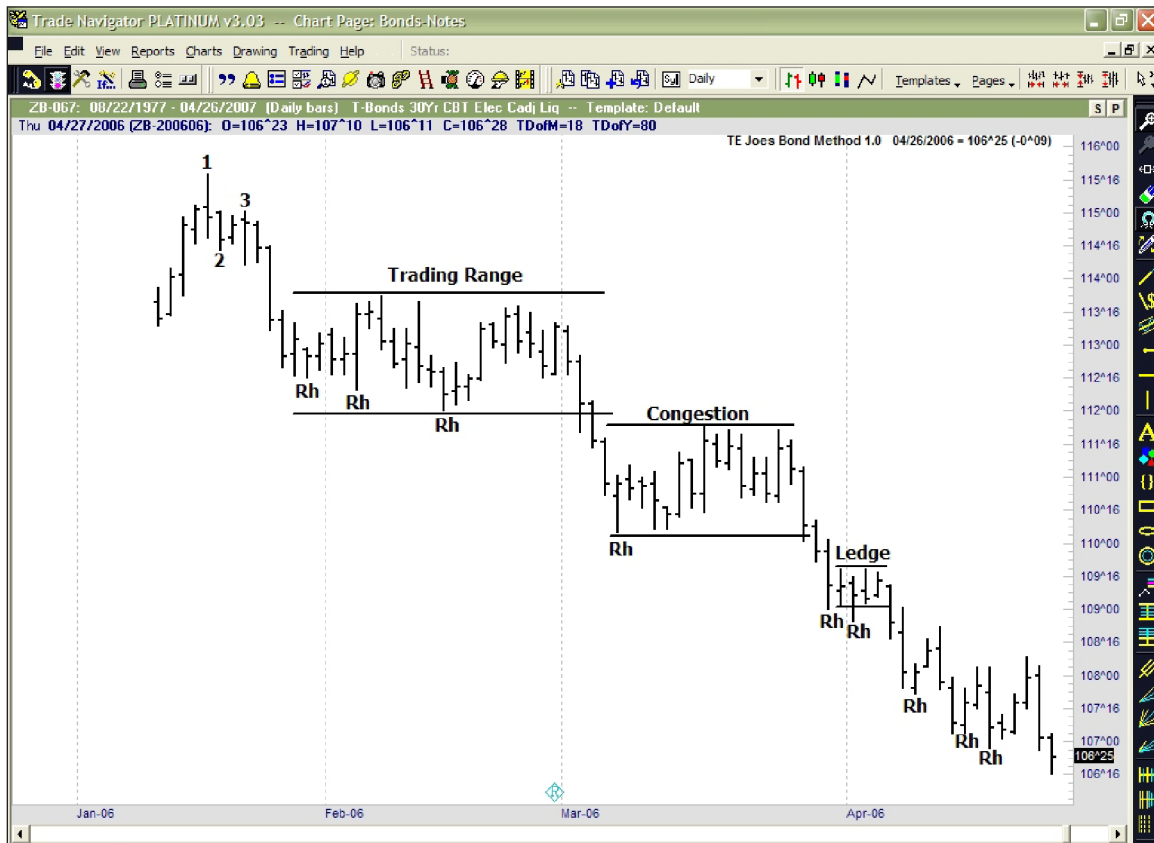 Trade Navigator PLATINUM v3.03 -- Chart Page: Bonds-Notes
File Edit View Reports Charts Drawing Trading Help Status:
Daily Templates Pages
ZB-067: 08/22/1977 - 04/26/2007 (Daily bars) T-Bonds 30Yr CBT Elec Cadj Liq -- Template: Default S P
Thu 04/27/2006 (ZB-200606): O=106^23 H=107^10 L=106^11 C=106^28 TDofM=18 TDofY=80
TE Joes Bond Method 1.0 04/26/2006 = 106^25 (-0^09)
116^00
1
115^16
3
115^00
2
114^16
Trading Range
114^00
113^16
113^00
112^16
Rh
Rh
112^00
Congestion
Rh
111^16
111^00
110^16
Rh
110^00
Ledge
109^16
109^00
Rh
Rh
108^16
108^00
Rh
107^16
Rh
107^00
Rh
106^25
106^16
R
Jan-06 Feb-06 Mar-06 Apr-06